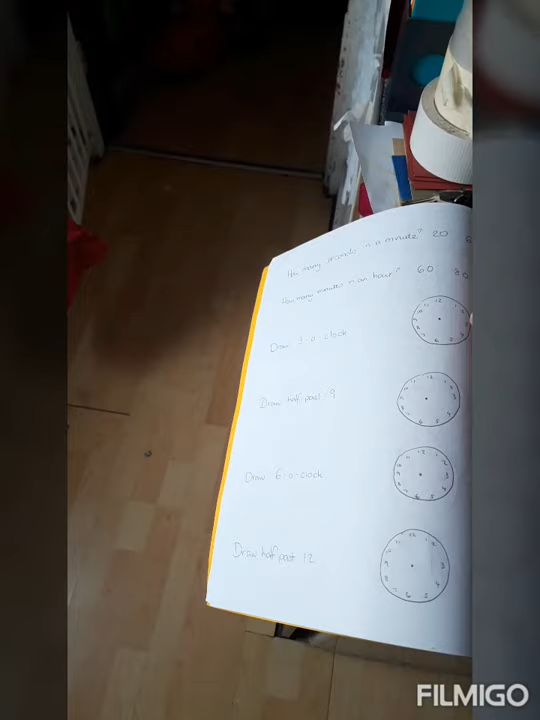 How many seconds in a minute? 20
How many minutes in an hour? 60 80
Draw 3-o-clock
Draw half past 9
Draw 6-o-clock
Draw half past 12
FILMIGO